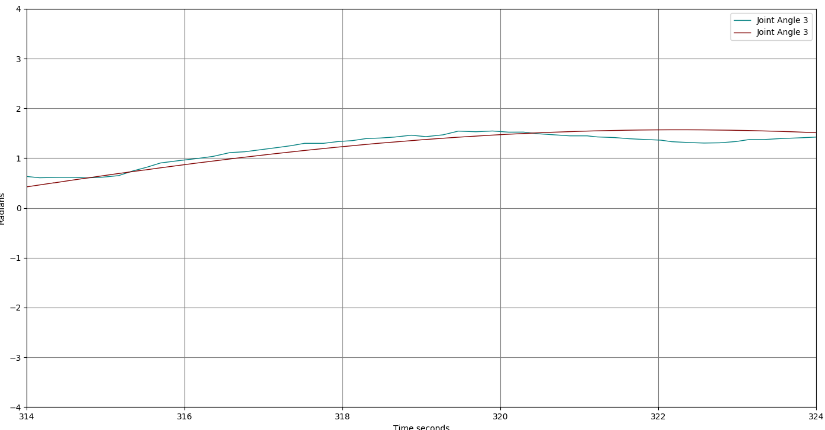 Joint Angle 3
Joint Angle 3
4
3
2
1
0
−1
−2
−3
−4
Radians
314 316 318 320 322 324
Time seconds